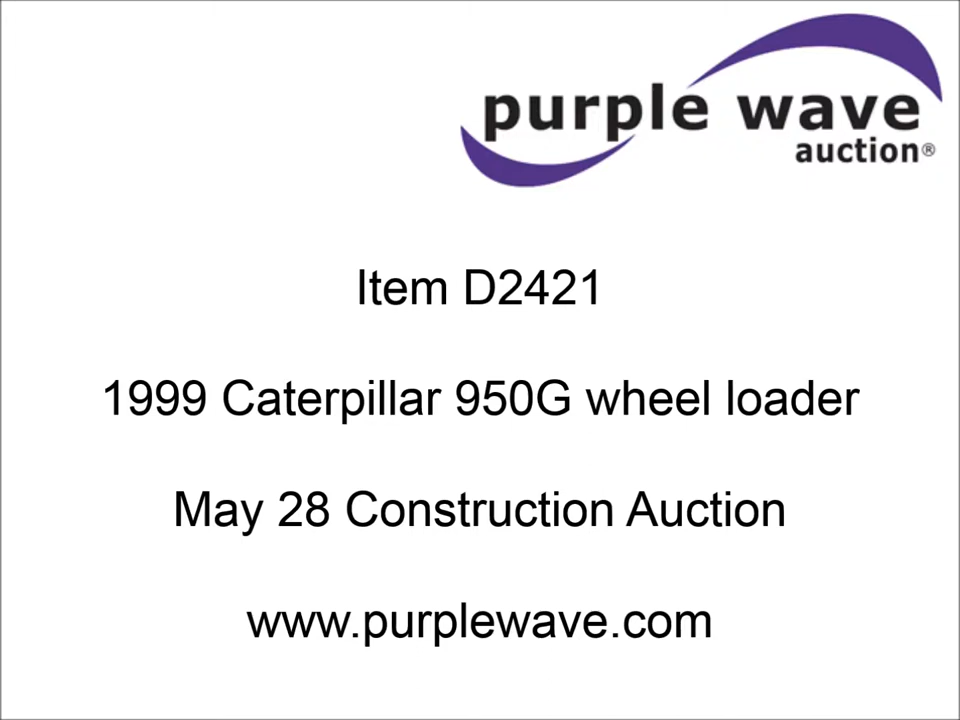 purple wave
auction®
Item D2421
1999 Caterpillar 950G wheel loader
May 28 Construction Auction
www.purplewave.com